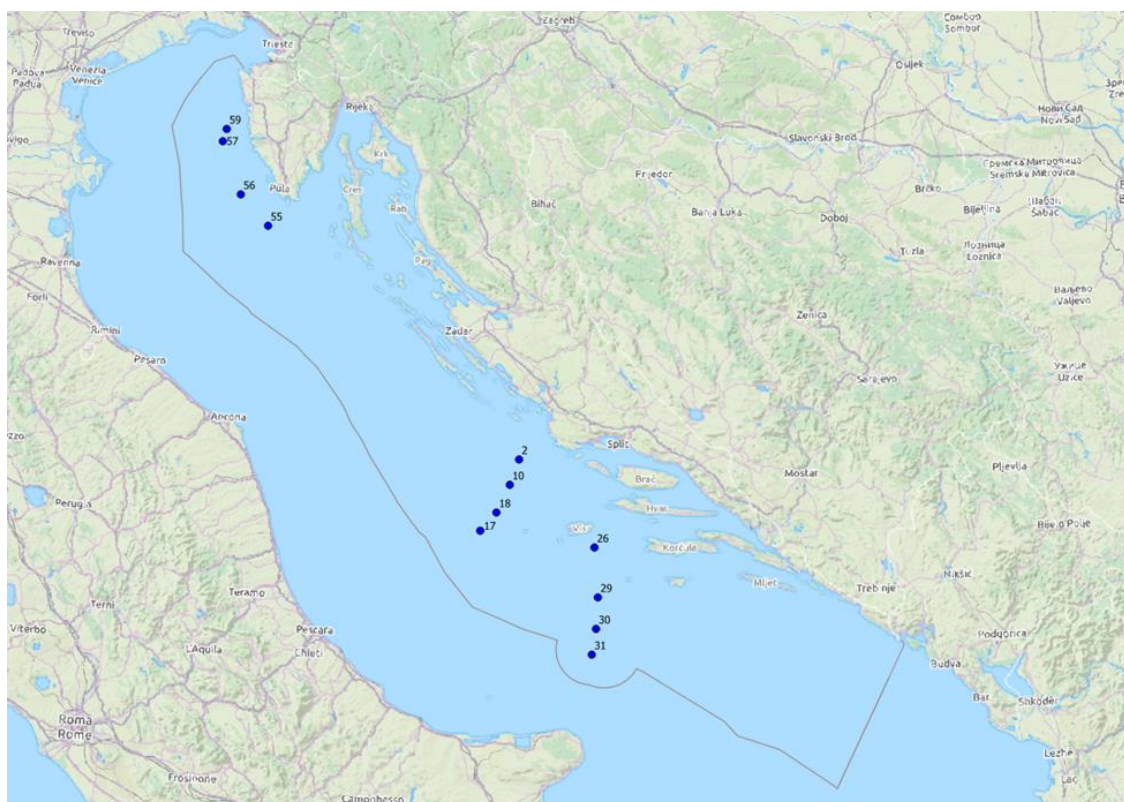 Treviso
Trieste
Zagreb
Сомбор
Sombor
Padova
Padua
Venezia
Venice
Osijek
Rijeka
Нови Сад
Novi Sad
Slavonski Brod
59
57
Krk
Сремска Митровица
Sremska Mitrovica
Prijedor
56
Pula
Cres
Rab
Bihać
Banja Luka
Brčko
Бијељина
Bijeljina
Шабац
Šabac
Doboj
55
Tuzla
Лозница
Loznica
Ravenna
Pag
Forlì
Ваљево
Valjevo
Rimini
Zadar
Zenica
Pesaro
Ужице
Užice
Sarajevo
Ancona
Split
2
Mostar
Pljevlja
10
Brač
Perugia
18
Hvar
17
Vis
Bijelo Polje
26
Korčula
Nikšić
Mljet
Trebinje
Teramo
29
Terni
Viterbo
30
Pescara
Podgorica
L'Aquila
Chieti
31
Budva
Bar
Shkodër
Roma
Rome
Lezhë
Frosinone
Laç
Campobasso